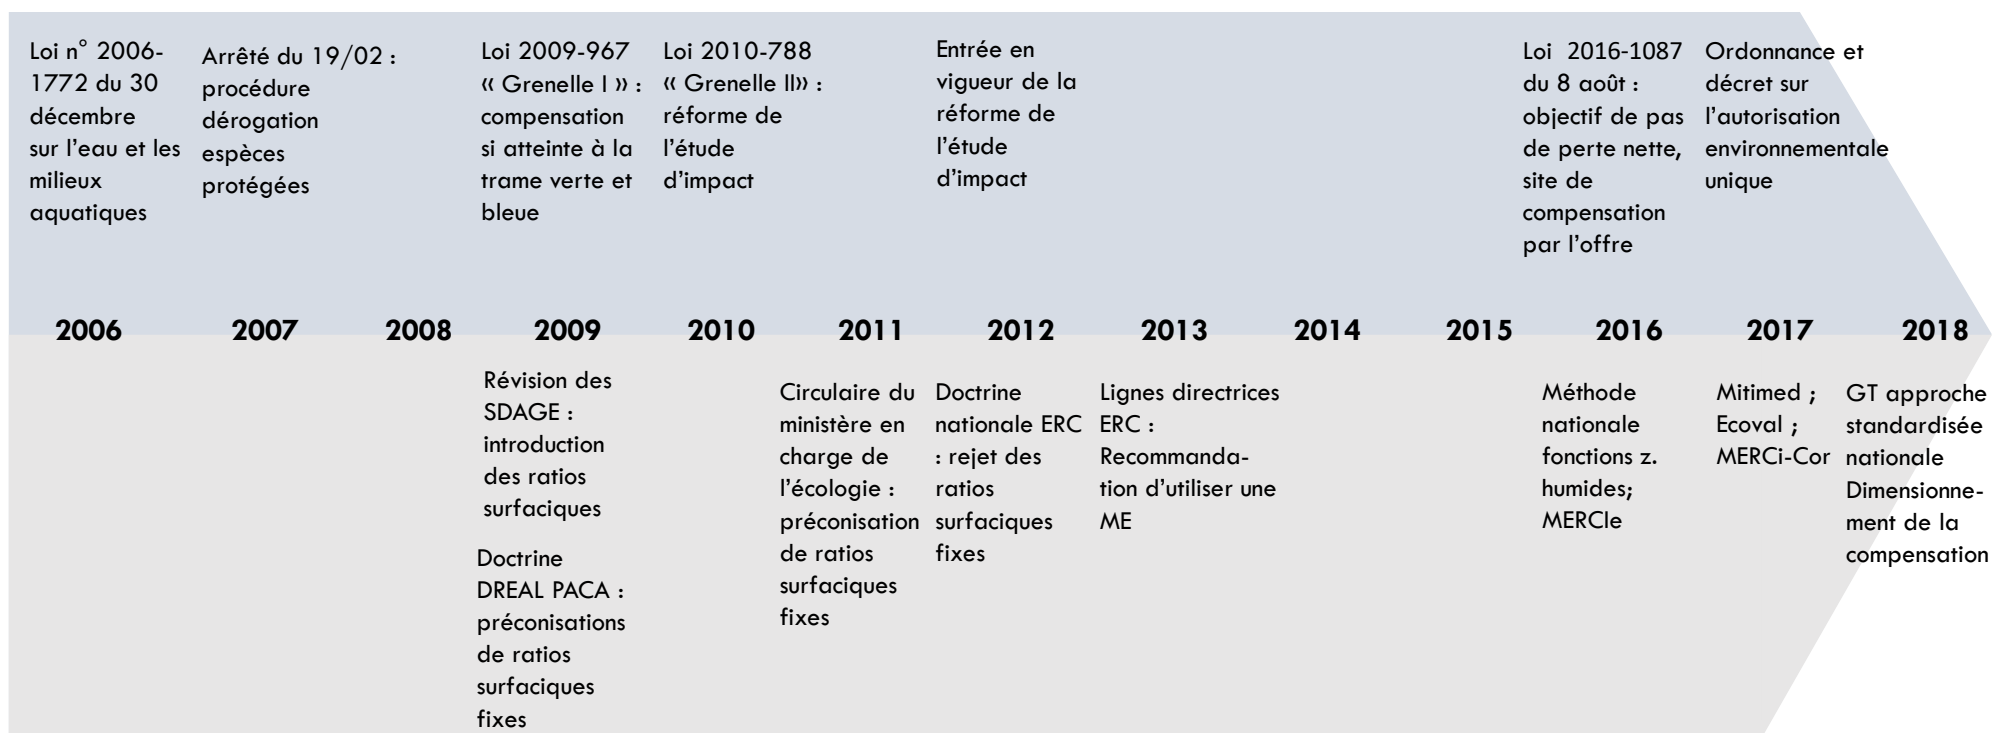 Loi n° 2006-
1772 du 30
décembre
sur l’eau et les
milieux
aquatiques
Arrêté du 19/02 :
procédure
dérogation
espèces
protégées
Loi 2009-967
« Grenelle I » :
compensation
si atteinte à la
trame verte et
bleue
Loi 2010-788
« Grenelle II» :
réforme de
l’étude
d’impact
Entrée en
vigueur de la
réforme de
l’étude
d’impact
Loi 2016-1087
du 8 août :
objectif de pas
de perte nette,
site de
compensation
par l’offre
Ordonnance et
décret sur
l’autorisation
environnementale
unique
2006 2007 2008 2009 2010 2011 2012 2013 2014 2015 2016 2017 2018
Révision des
SDAGE :
introduction
des ratios
surfaciques
Doctrine
DREAL PACA :
préconisations
de ratios
surfaciques
fixes
Circulaire du
ministère en
charge de
l’écologie :
préconisation
de ratios
surfaciques
fixes
Doctrine
nationale ERC
: rejet des
ratios
surfaciques
fixes
Lignes directrices
ERC :
Recommanda-
tion d’utiliser une
ME
Méthode
nationale
fonctions z.
humides;
MERCIe
Mitimed ;
Ecoval ;
MERCi-Cor
GT approche
standardisée
nationale
Dimensionne-
ment de la
compensation